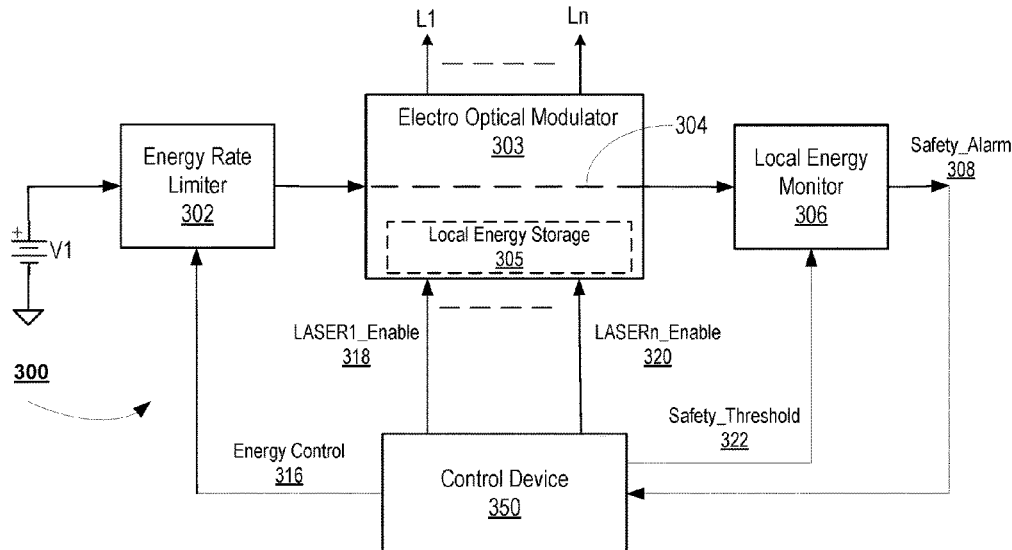 L1
Ln
Electro Optical Modulator
303
304
Energy Rate
Limiter
302
Local Energy
Monitor
306
Safety_Alarm
308
+
V1
Local Energy Storage
305
LASER1_Enable
318
LASERn_Enable
320
300
Safety_Threshold
322
Energy Control
316
Control Device
350